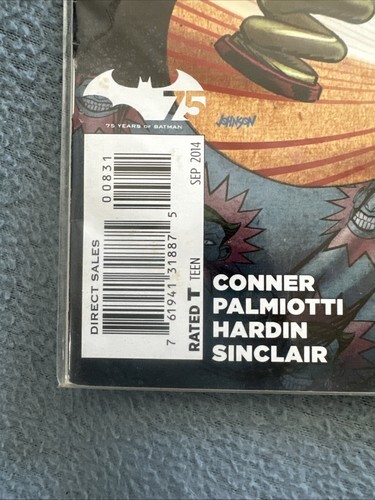 75
75 YEARS OF BATMAN
JOHNSON
00831
SEP 2014
DIRECT SALES
7 61941 31887 5
RATED T TEEN
CONNER
PALMIOTTI
HARDIN
SINCLAIR